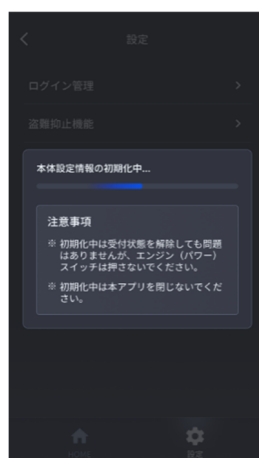 設定
ログイン管理
盗難抑止機能
本体設定情報の初期化中...
注意事項
※ 初期化中は受付状態を解除しても問題
はありませんが、エンジン（パワー）
スイッチは押さないでください。
※ 初期化中は本アプリを閉じないでくだ
さい。
HOME
設定